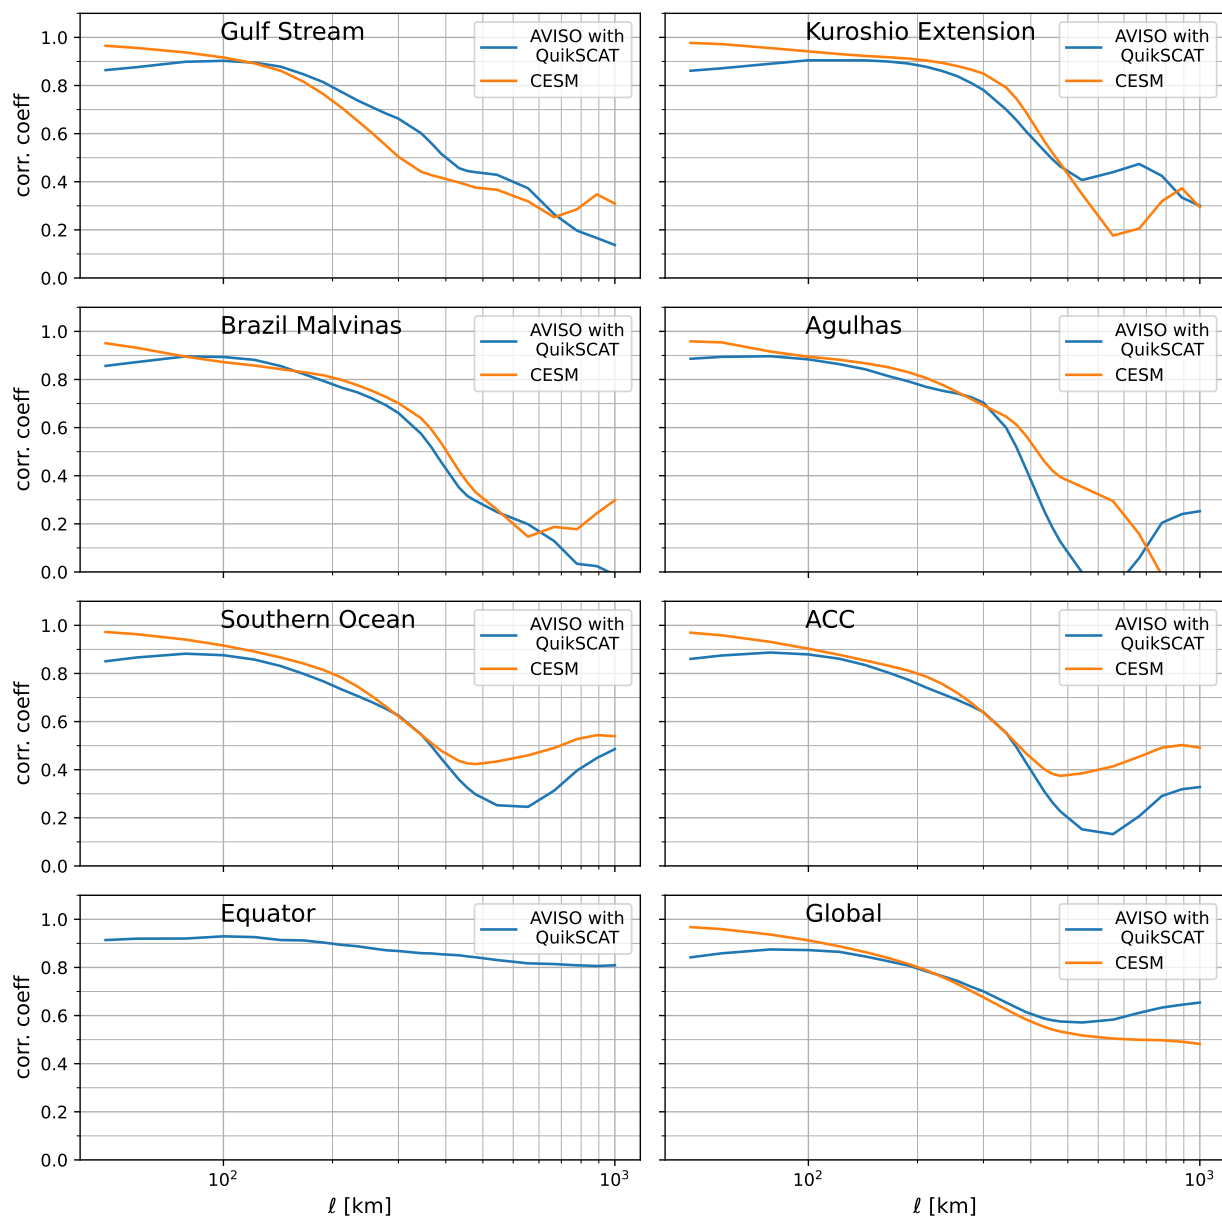 Gulf Stream
AVISO with
QuikSCAT
CESM
corr. coeff
1.0
0.8
0.6
0.4
0.2
0.0
Kuroshio Extension
AVISO with
QuikSCAT
CESM
Brazil Malvinas
AVISO with
QuikSCAT
CESM
corr. coeff
1.0
0.8
0.6
0.4
0.2
0.0
Agulhas
AVISO with
QuikSCAT
CESM
Southern Ocean
AVISO with
QuikSCAT
CESM
corr. coeff
1.0
0.8
0.6
0.4
0.2
0.0
ACC
AVISO with
QuikSCAT
CESM
Equator
AVISO with
QuikSCAT
corr. coeff
1.0
0.8
0.6
0.4
0.2
0.0
10² 10³
ℓ [km]
Global
AVISO with
QuikSCAT
CESM
10² 10³
ℓ [km]